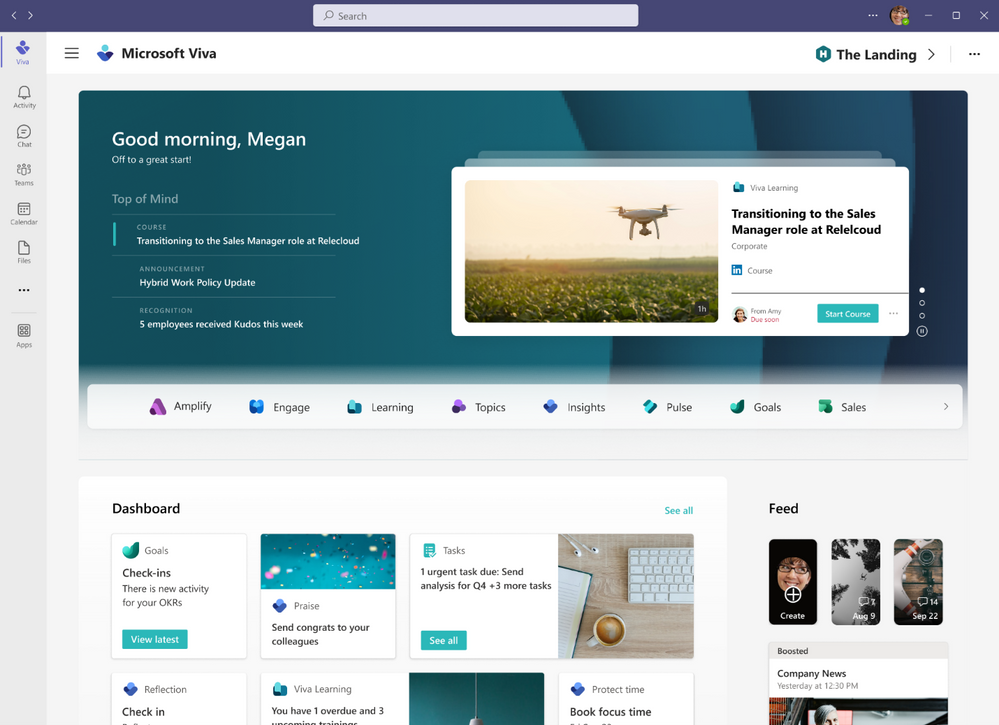 Search
Viva
Activity
Chat
Teams
Calendar
Files
Apps
Microsoft Viva
H The Landing
Good morning, Megan
Off to a great start!
Top of Mind
COURSE
Transitioning to the Sales Manager role at Relecloud
ANNOUNCEMENT
Hybrid Work Policy Update
RECOGNITION
5 employees received Kudos this week
1h
Viva Learning
Transitioning to the Sales
Manager role at Relelcoud
Corporate
in Course
From Amy
Due soon
Start Course
Amplify
Engage
Learning
Topics
Insights
Pulse
Goals
Sales
Dashboard
See all
Goals
Check-ins
There is new activity
for your OKRs
View latest
Praise
Send congrats to your
colleagues
Tasks
1 urgent task due: Send
analysis for Q4 +3 more tasks
See all
Reflection
Check in
Viva Learning
You have 1 overdue and 3
upcoming trainings
Protect time
Book focus time
Feed
Create
7
Aug 9
14
Sep 22
Boosted
Company News
Yesterday at 12:30 PM